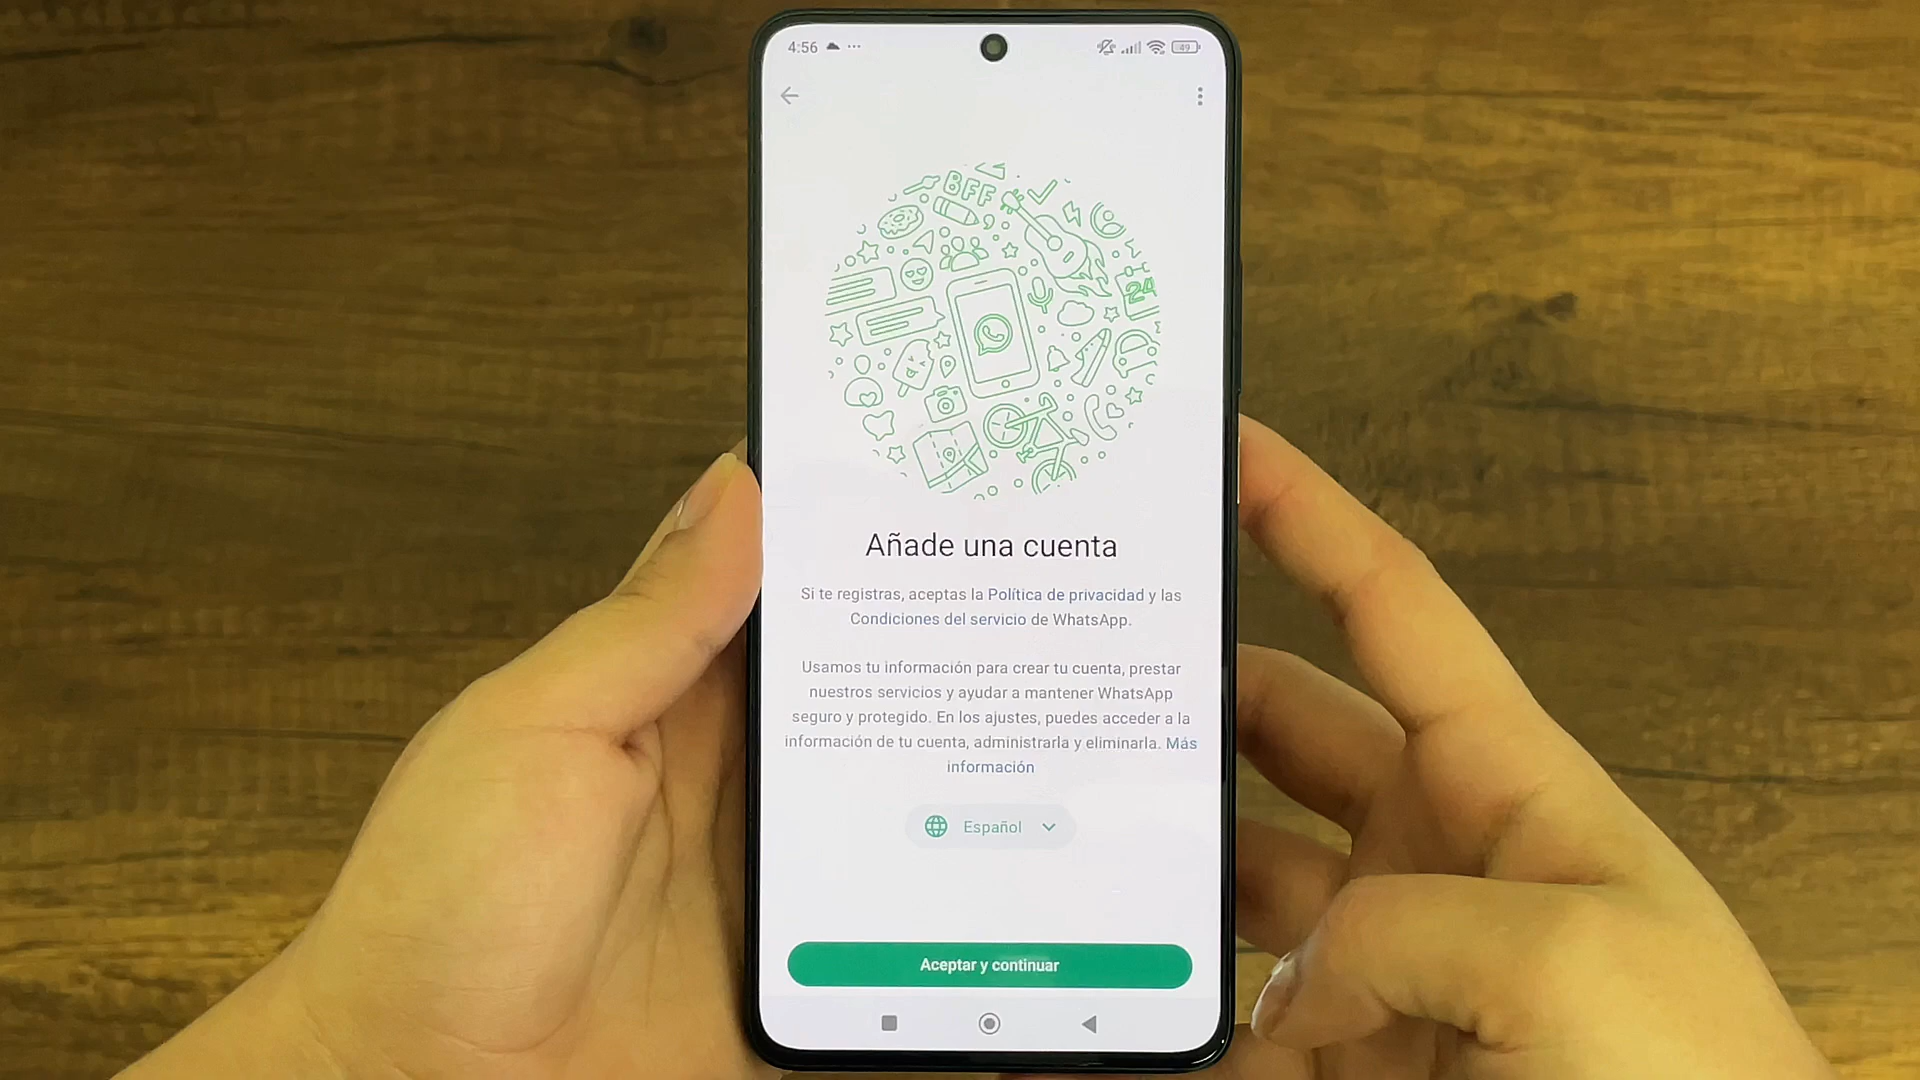 4:56
49
BFF
24
Añade una cuenta
Si te registras, aceptas la Política de privacidad y las
Condiciones del servicio de WhatsApp.
Usamos tu información para crear tu cuenta, prestar
nuestros servicios y ayudar a mantener WhatsApp
seguro y protegido. En los ajustes, puedes acceder a la
información de tu cuenta, administrarla y eliminarla. Más
información
Español
Aceptar y continuar